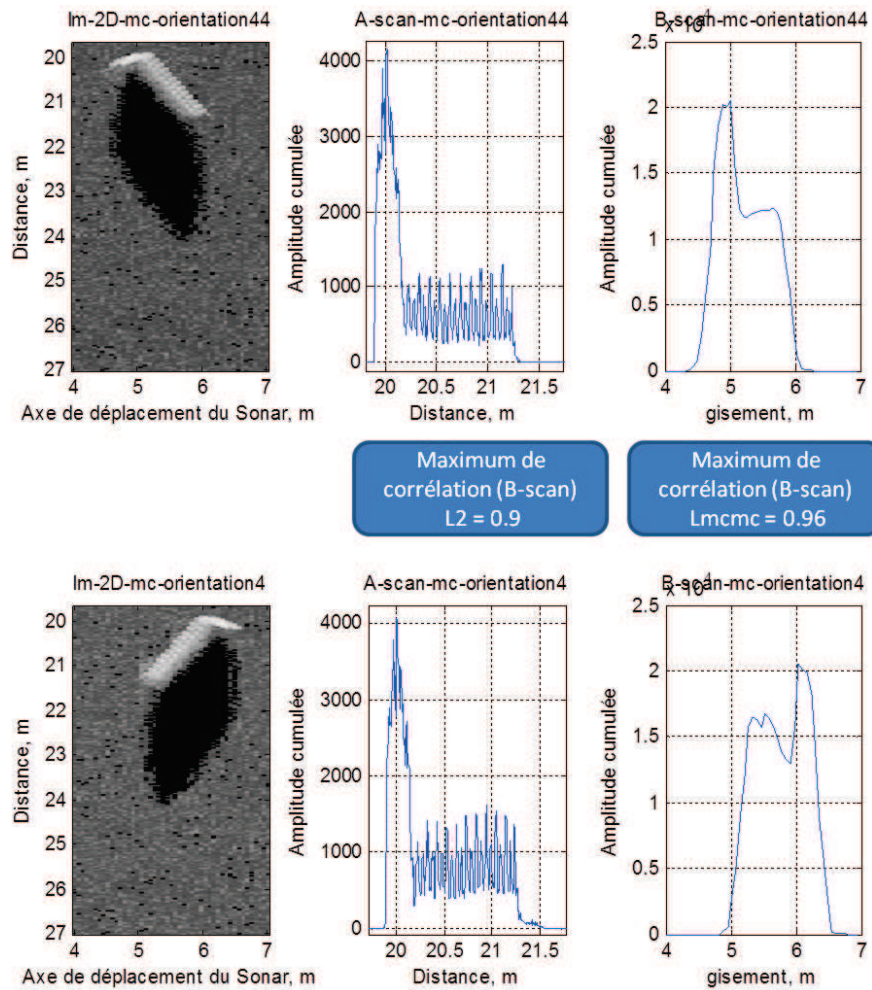 Im-2D-mc-orientation44
A-scan-mc-orientation44
B-scan-mc-orientation44
x 10^4
Distance, m
20
21
22
23
24
25
26
27
4 5 6 7
Axe de déplacement du Sonar, m
Amplitude cumulée
4000
3000
2000
1000
0
20 20.5 21 21.5
Distance, m
Amplitude cumulée
2.5
2
1.5
1
0.5
0
4 5 6 7
gisement, m
Maximum de
corrélation (B-scan)
L2 = 0.9
Maximum de
corrélation (B-scan)
Lmcmc = 0.96
Im-2D-mc-orientation4
A-scan-mc-orientation4
B-scan-mc-orientation4
x 10^4
Distance, m
20
21
22
23
24
25
26
27
4 5 6 7
Axe de déplacement du Sonar, m
Amplitude cumulée
4000
3000
2000
1000
0
20 20.5 21 21.5
Distance, m
Amplitude cumulée
2.5
2
1.5
1
0.5
0
4 5 6 7
gisement, m